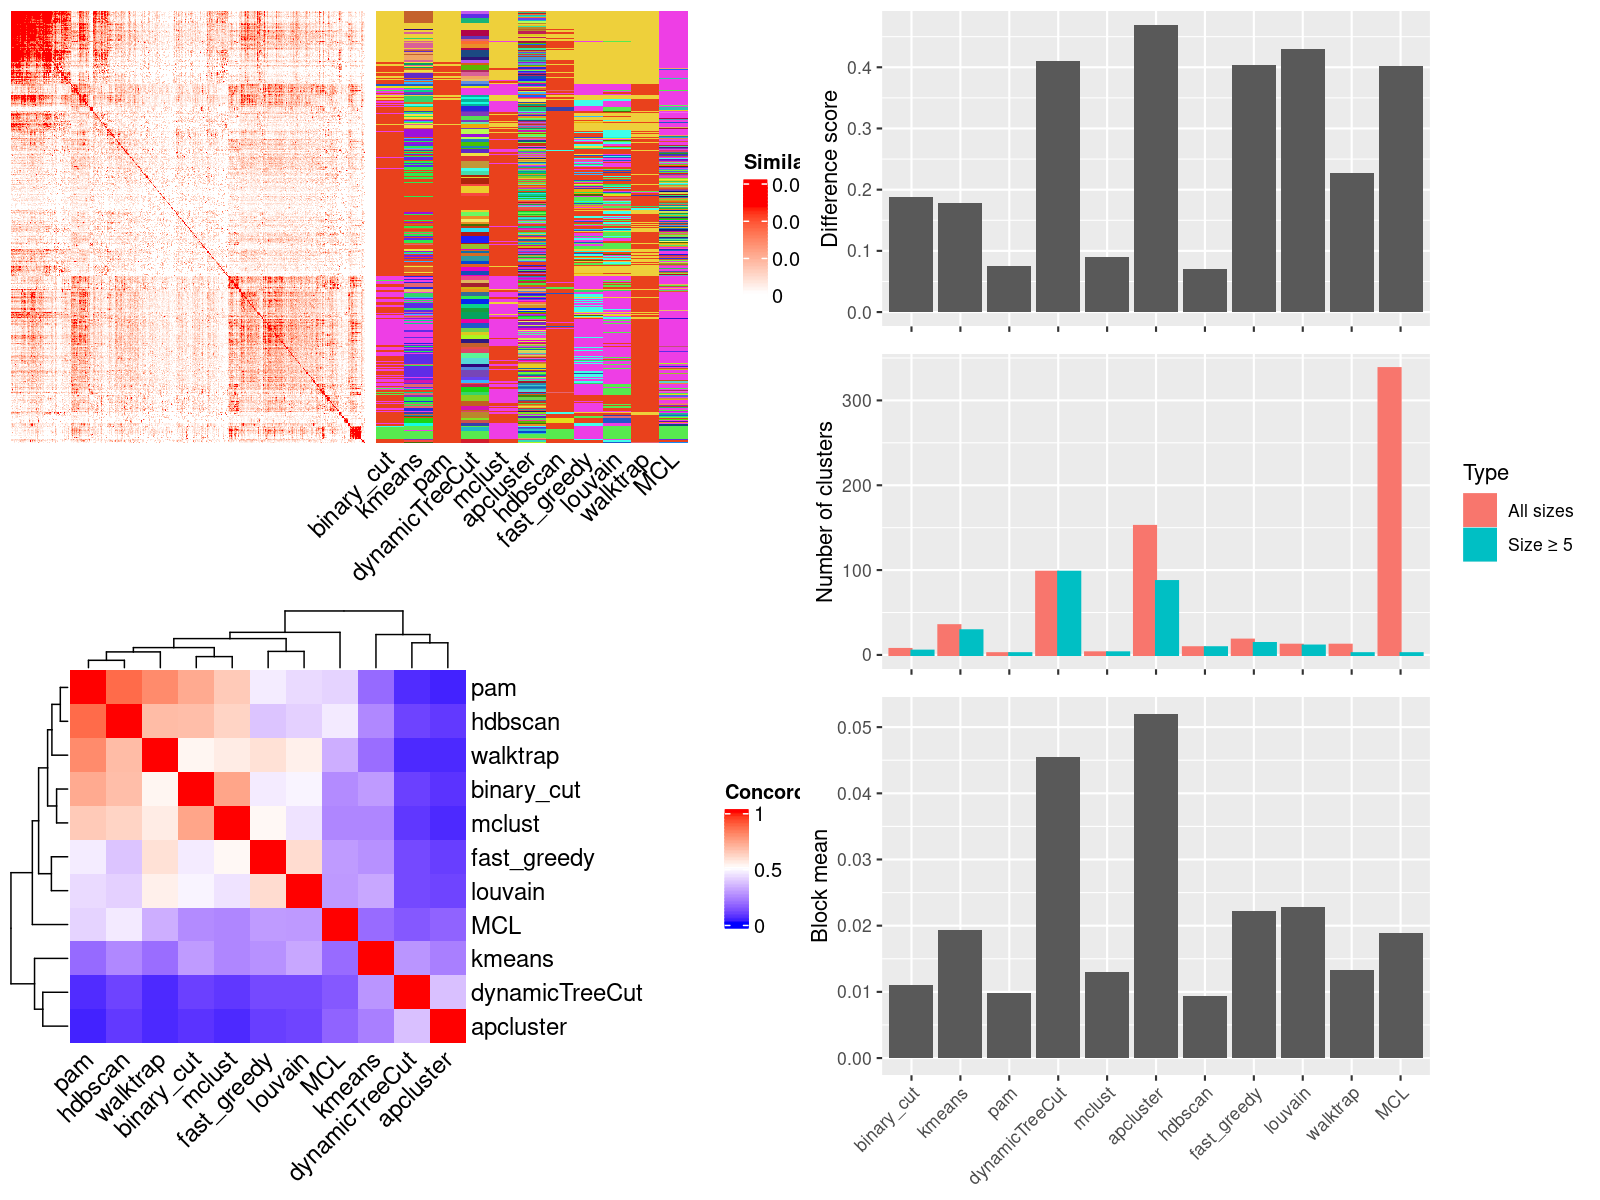 Simila
0.0
0.0
0.0
0
binary_cut
kmeans
pam
dynamicTreeCut
mclust
apcluster
hdbscan
fast_greedy
louvain
walktrap
MCL
pam
hdbscan
walktrap
binary_cut
mclust
fast_greedy
louvain
MCL
kmeans
dynamicTreeCut
apcluster
pam
hdbscan
walktrap
binary_cut
mclust
fast_greedy
louvain
MCL
kmeans
dynamicTreeCut
apcluster
Concord
1
0.5
0
Difference score
0.4
0.3
0.2
0.1
0.0
Number of clusters
300
200
100
0
Type
All sizes
Size ≥ 5
Block mean
0.05
0.04
0.03
0.02
0.01
0.00
binary_cut
kmeans
pam
dynamicTreeCut
mclust
apcluster
hdbscan
fast_greedy
louvain
walktrap
MCL